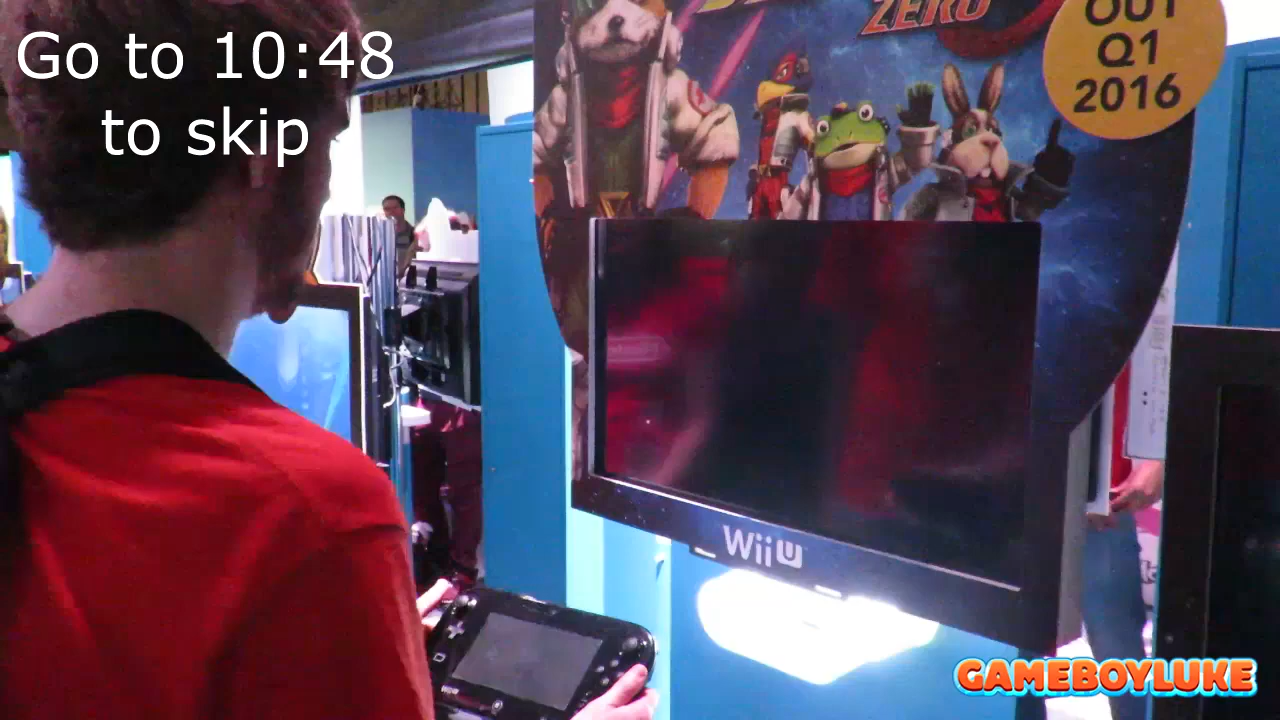 Go to 10:48
to skip
ZERO
OUT
Q1
2016
Wii U
GAMEBOYLUKE